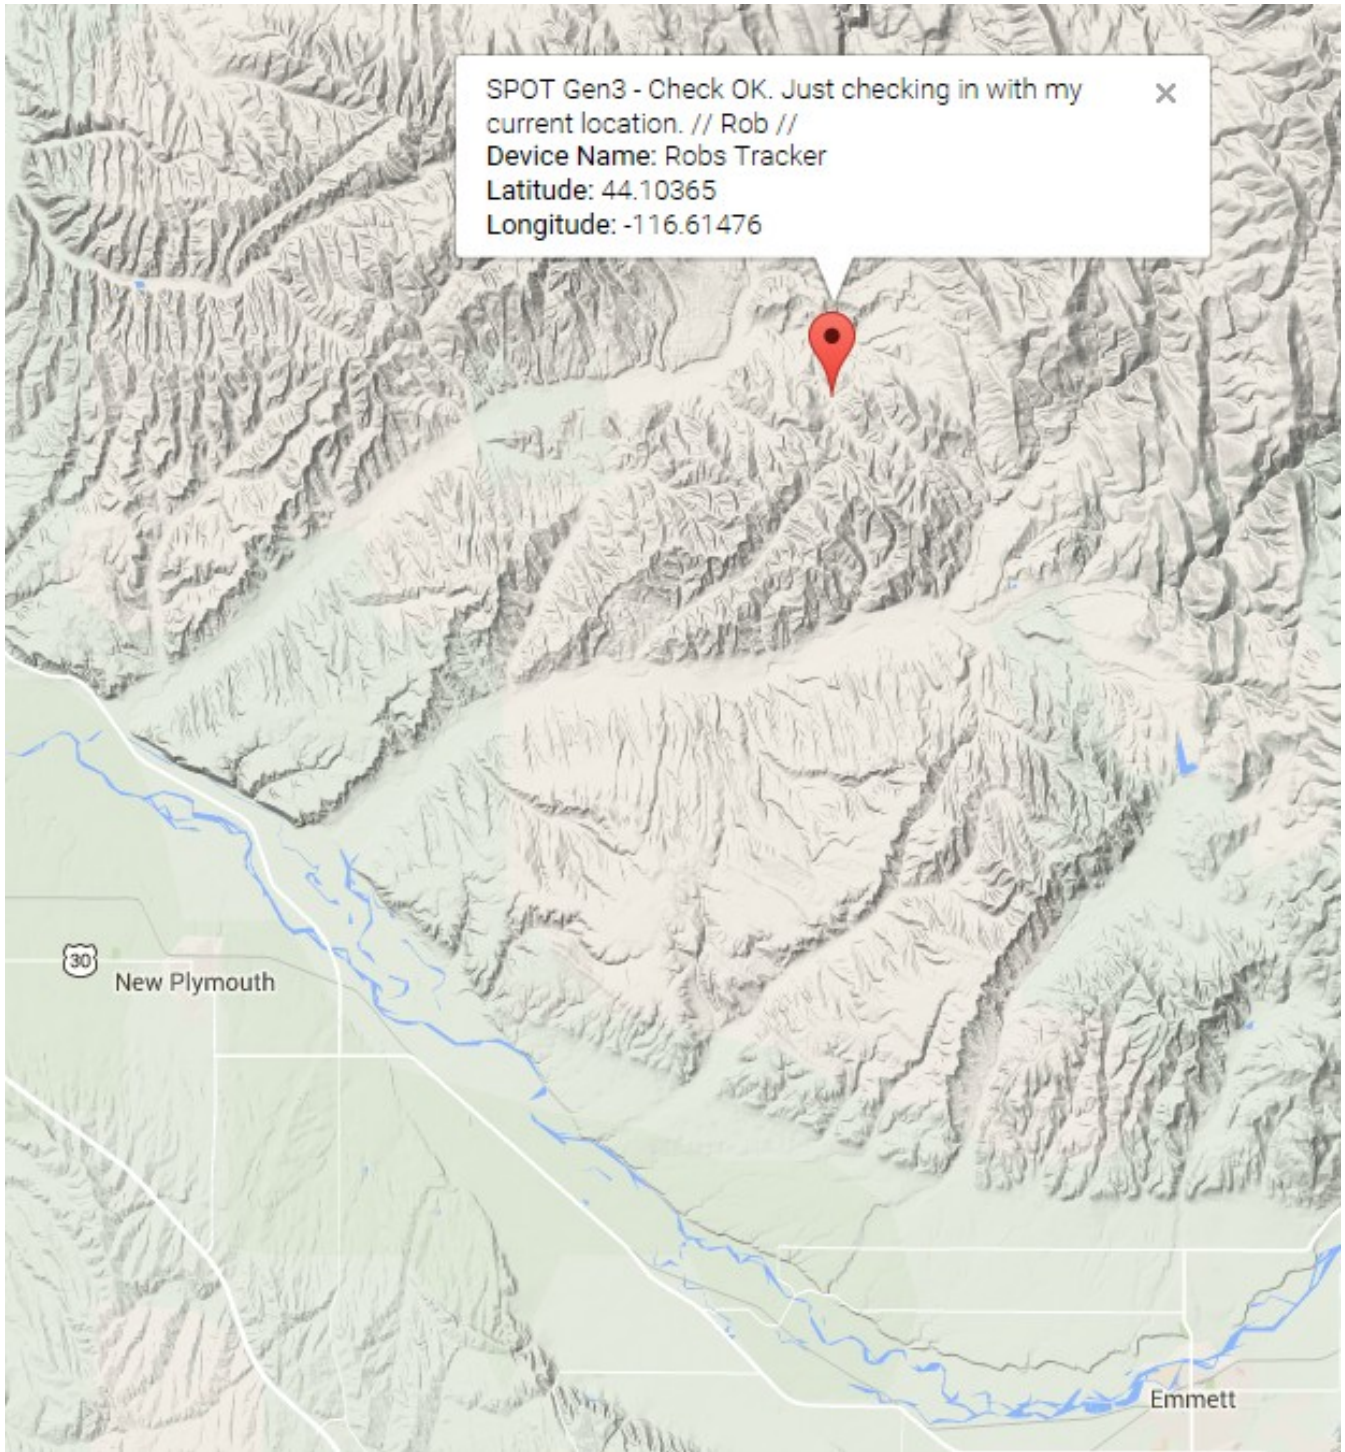 SPOT Gen3 - Check OK. Just checking in with my
current location. // Rob //
Device Name: Robs Tracker
Latitude: 44.10365
Longitude: -116.61476
30
New Plymouth
Emmett